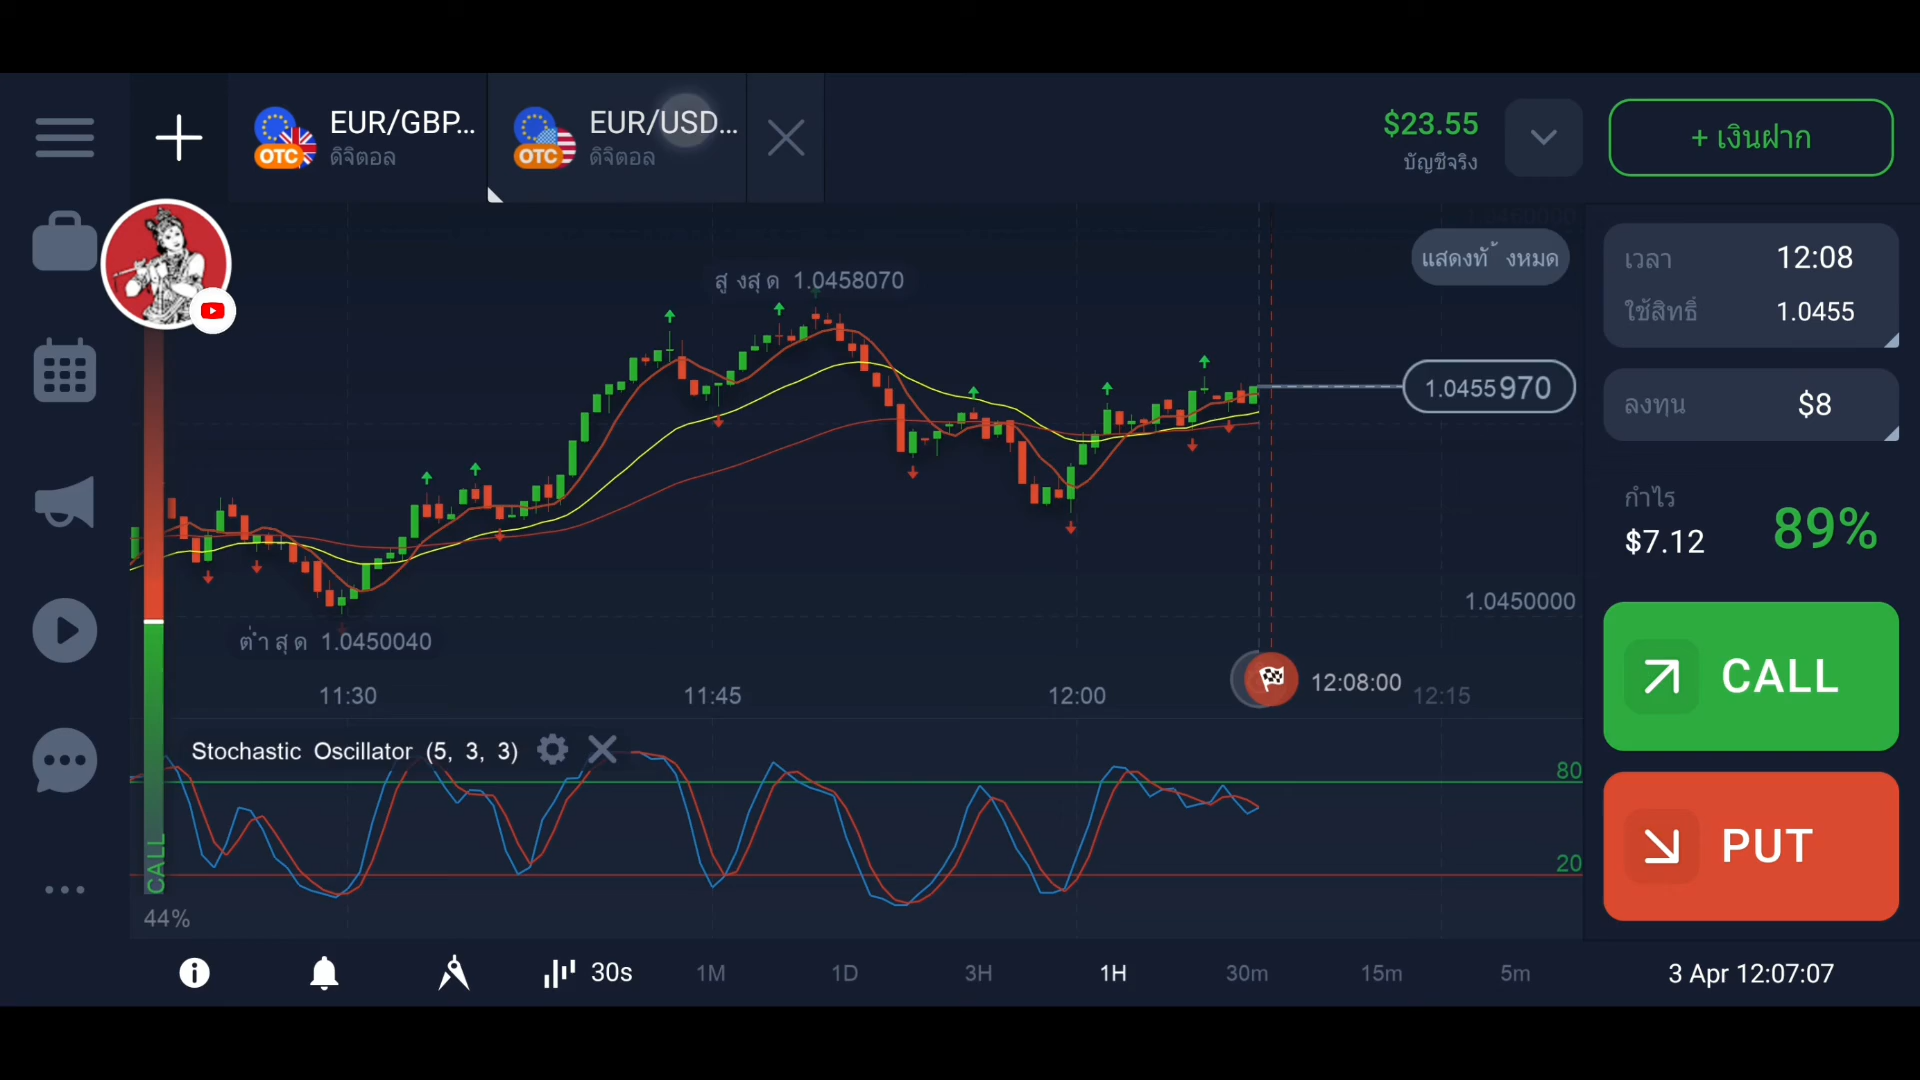 EUR/GBP...
OTC
ดิจิตอล
EUR/USD...
OTC
ดิจิตอล
$23.55
บัญชีจริง
+ เงินฝาก
แสดงทั้งหมด
เวลา 12:08
ใช้สิทธิ์ 1.0455
สูงสุด 1.0458070
1.0455970
ลงทุน $8
กำไร
$7.12
89%
1.0450000
ต่ำสุด 1.0450040
CALL
11:30
11:45
12:00
12:08:00
12:15
Stochastic Oscillator (5, 3, 3)
80
20
PUT
CALL
44%
30s
1M
1D
3H
1H
30m
15m
5m
3 Apr 12:07:07